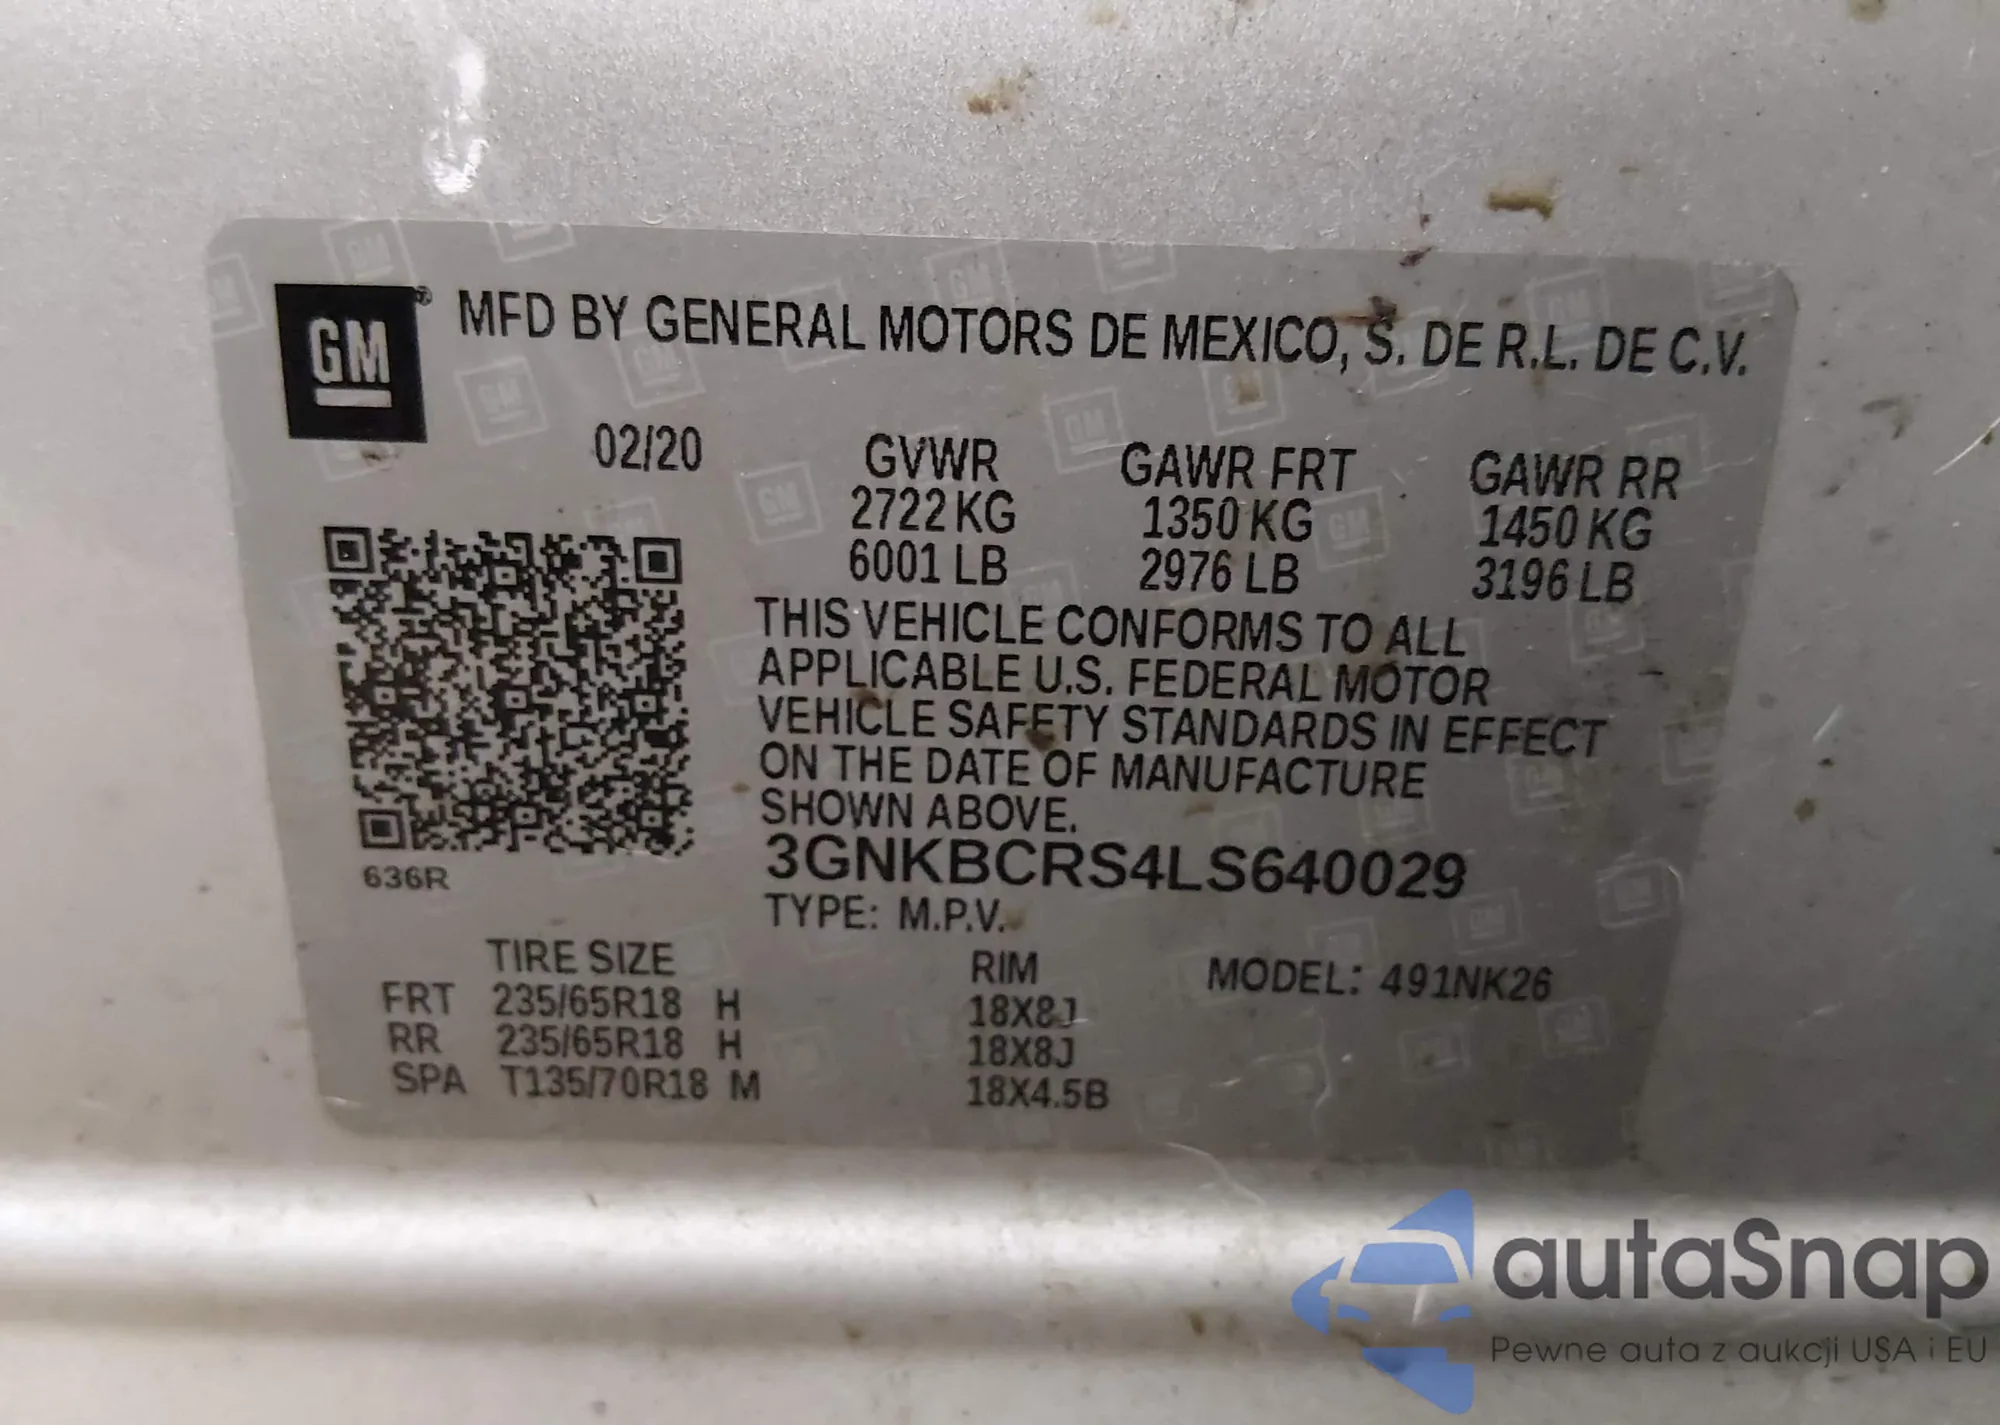 GM® MFD BY GENERAL MOTORS DE MEXICO, S. DE R.L. DE C.V.
02/20 GVWR GAWR FRT GAWR RR
2722 KG 1350 KG 1450 KG
6001 LB 2976 LB 3196 LB
THIS VEHICLE CONFORMS TO ALL
APPLICABLE U.S. FEDERAL MOTOR
VEHICLE SAFETY STANDARDS IN EFFECT
ON THE DATE OF MANUFACTURE
SHOWN ABOVE.
636R 3GNKBCRS4LS640029
TYPE: M.P.V.
TIRE SIZE RIM MODEL: 491NK26
FRT 235/65R18 H 18X8J
RR 235/65R18 H 18X8J
SPA T135/70R18 M 18X4.5B
autaSnap
Pewne auta z aukcji USA i EU